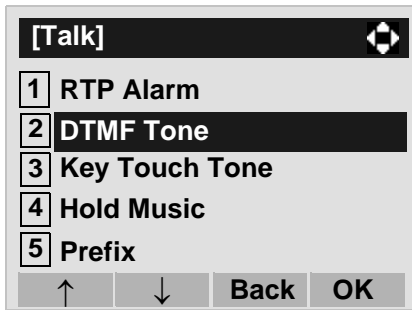 [Talk]
1 RTP Alarm
2 DTMF Tone
3 Key Touch Tone
4 Hold Music
5 Prefix
↑ ↓ Back OK